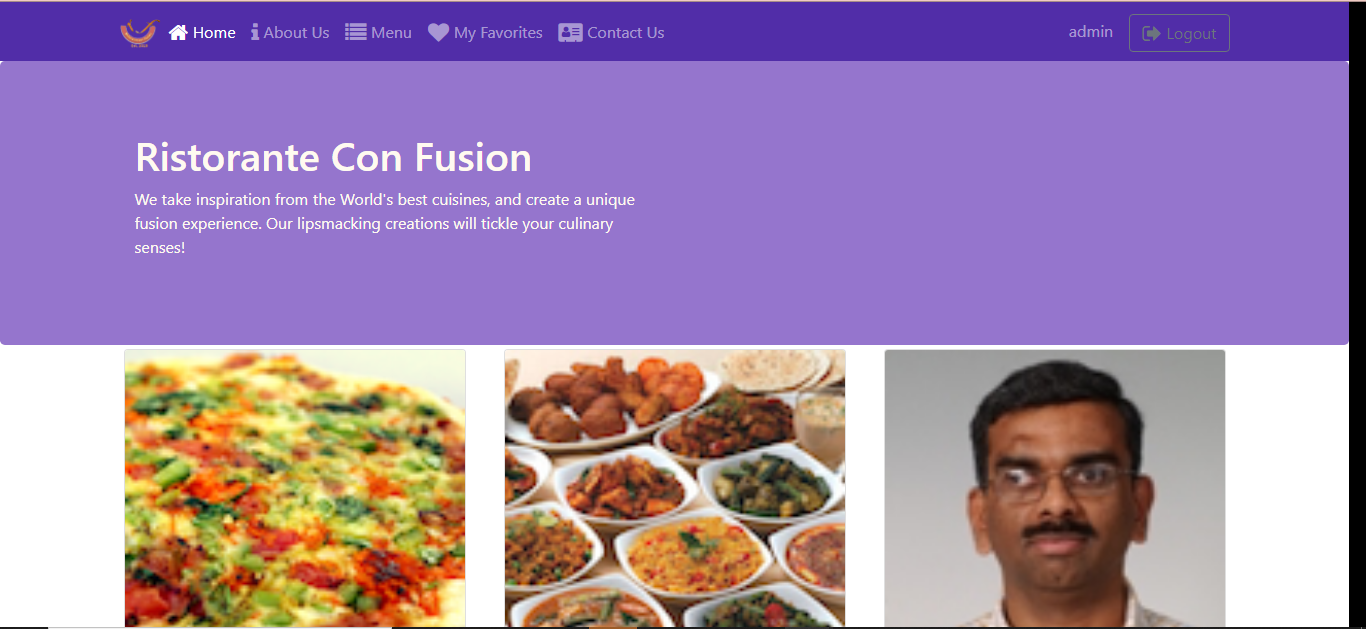 Home About Us Menu My Favorites Contact Us admin Logout
Ristorante Con Fusion
We take inspiration from the World's best cuisines, and create a unique
fusion experience. Our lipsmacking creations will tickle your culinary
senses!